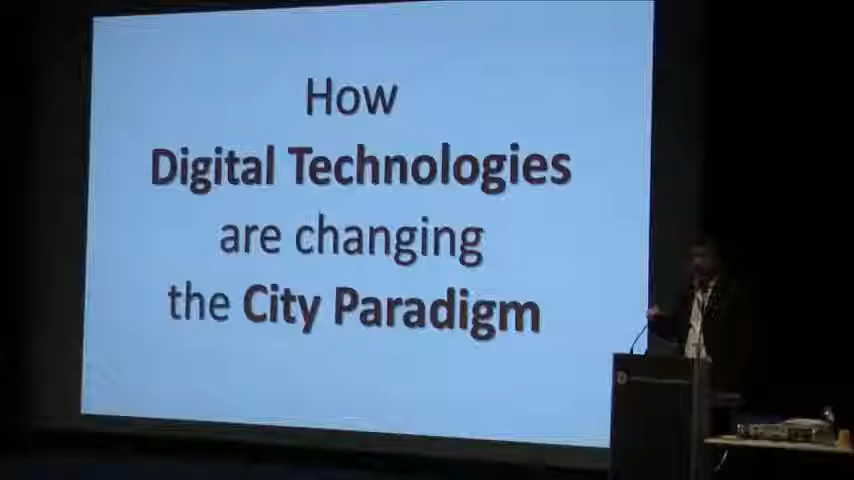 How
Digital Technologies
are changing
the City Paradigm